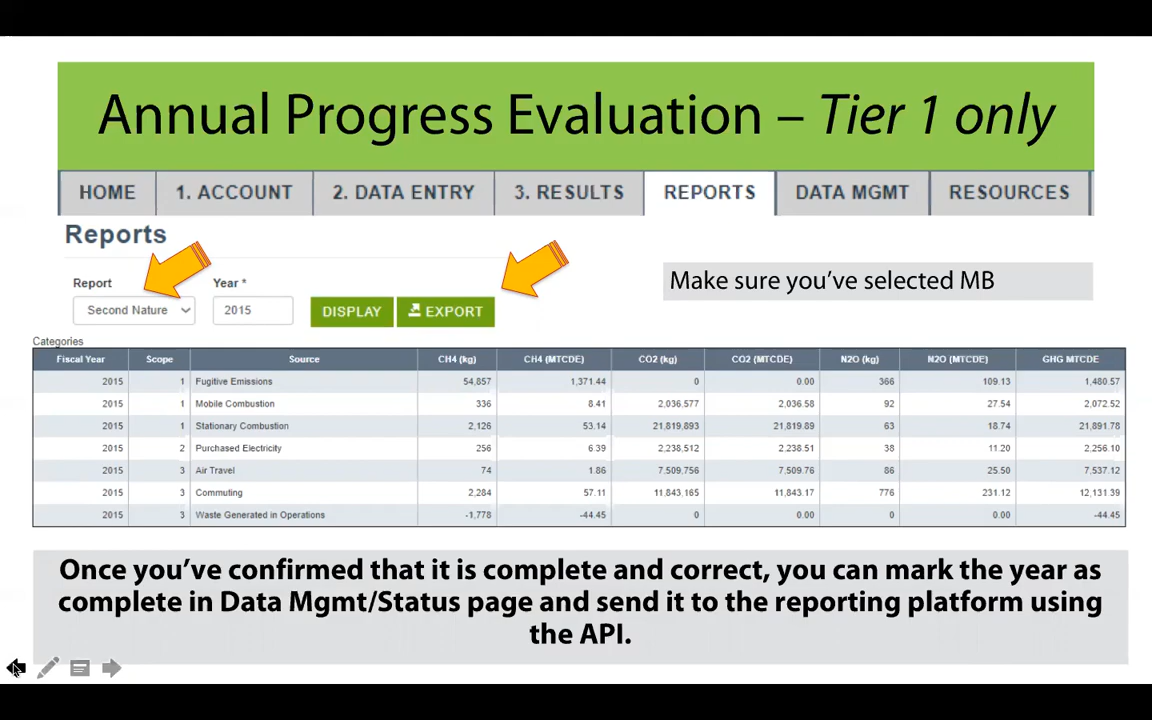 Annual Progress Evaluation – Tier 1 only
HOME 1. ACCOUNT 2. DATA ENTRY 3. RESULTS REPORTS DATA MGMT RESOURCES
Reports
Report Year *
Second Nature 2015 DISPLAY EXPORT
Make sure you've selected MB
Categories
Fiscal Year Scope Source CH4 (kg) CH4 (MTCDE) CO2 (kg) CO2 (MTCDE) N2O (kg) N2O (MTCDE) GHG MTCDE
2015 1 Fugitive Emissions 54,857 1,371.44 0 0.00 366 109.13 1,480.57
2015 1 Mobile Combustion 336 8.41 2,036,577 2,036.58 92 27.54 2,072.52
2015 1 Stationary Combustion 2,126 53.14 21,819,893 21,819.89 63 18.74 21,891.78
2015 2 Purchased Electricity 256 6.39 2,238,512 2,238.51 38 11.20 2,256.10
2015 3 Air Travel 74 1.86 7,509,756 7,509.76 86 25.50 7,537.12
2015 3 Commuting 2,284 57.11 11,843,165 11,843.17 776 231.12 12,131.39
2015 3 Waste Generated in Operations -1,778 -44.45 0 0.00 0 0.00 -44.45
Once you've confirmed that it is complete and correct, you can mark the year as
complete in Data Mgmt/Status page and send it to the reporting platform using
the API.